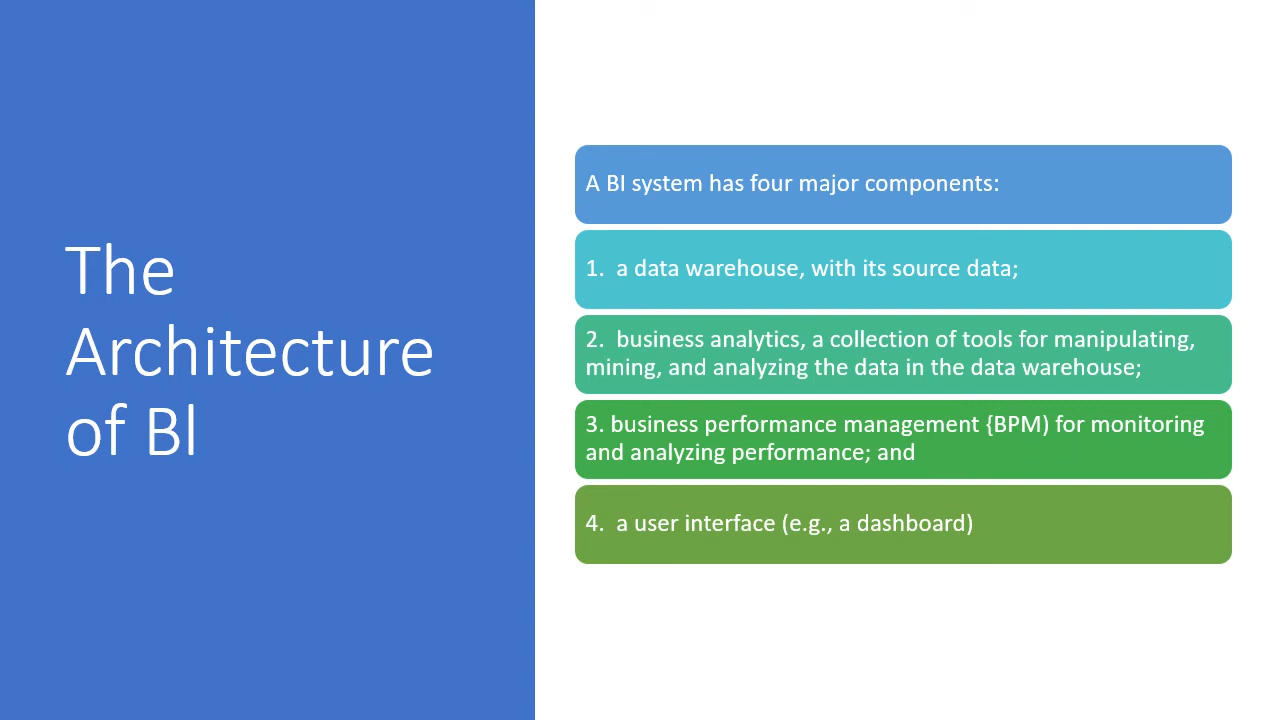 The
Architecture
of Bl
A BI system has four major components:
1.  a data warehouse, with its source data;
2.  business analytics, a collection of tools for manipulating,
mining, and analyzing the data in the data warehouse;
3. business performance management {BPM) for monitoring
and analyzing performance; and
4.  a user interface (e.g., a dashboard)